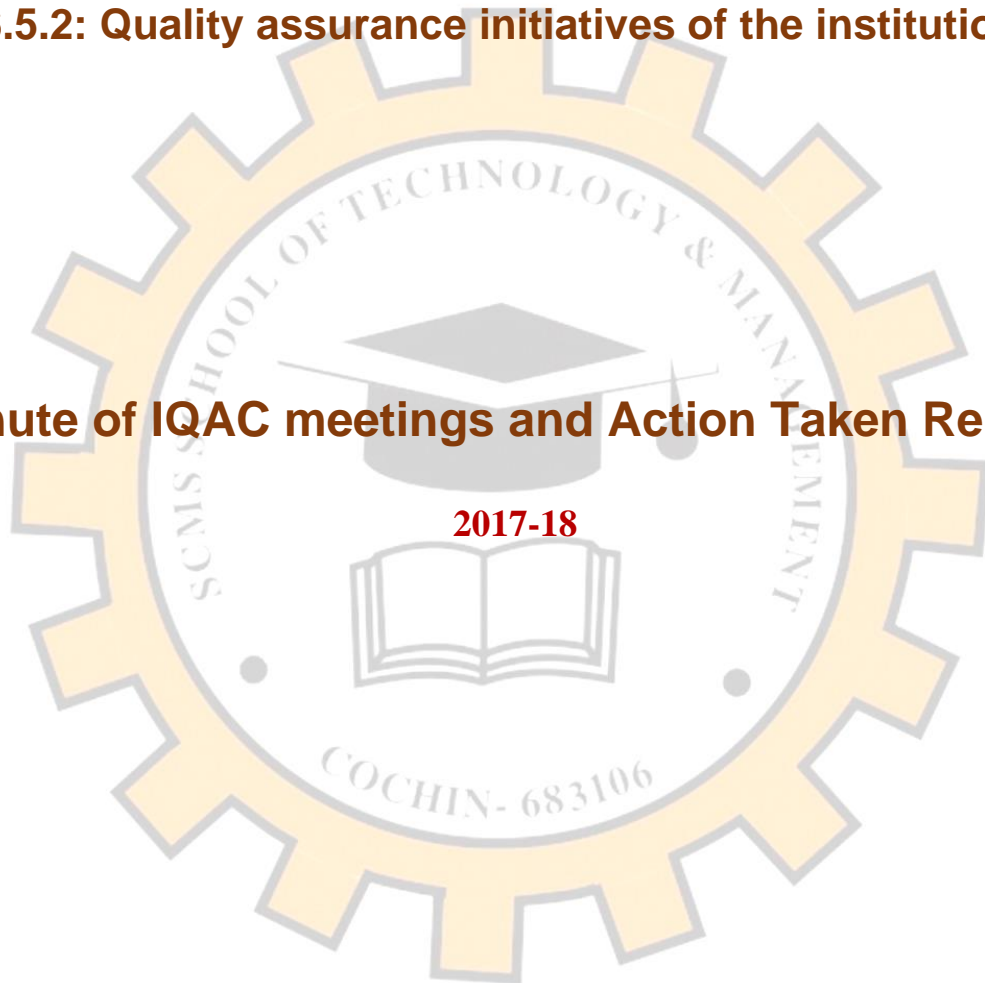 .5.2: Quality assurance initiatives of the institutio
SCMS SCHOOL OF TECHNOLOGY & MANAGEMENT
nute of IQAC meetings and Action Taken Re
2017-18
COCHIN- 683106